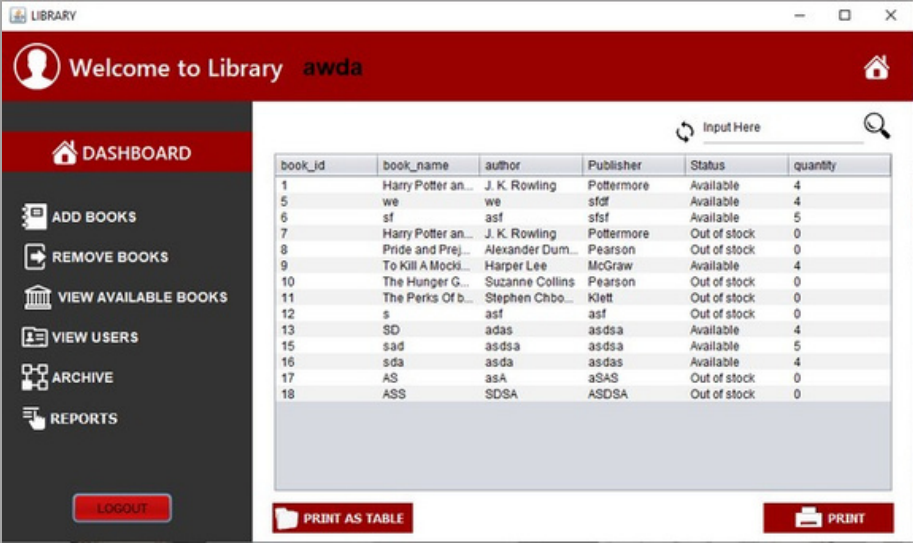 LIBRARY
Welcome to Library awda
Input Here
DASHBOARD
ADD BOOKS
REMOVE BOOKS
VIEW AVAILABLE BOOKS
VIEW USERS
ARCHIVE
REPORTS
LOGOUT
book_id book_name author Publisher Status quantity
1 Harry Potter an... J. K. Rowling Pottermore Available 4
5 we we sfdf Available 4
6 sf asf sfsf Available 5
7 Harry Potter an... J. K. Rowling Pottermore Out of stock 0
8 Pride and Prej... Alexander Dum... Pearson Out of stock 0
9 To Kill A Mocki... Harper Lee McGraw Available 4
10 The Hunger G... Suzanne Collins Pearson Out of stock 0
11 The Perks Of b... Stephen Chbo... Klett Out of stock 0
12 s asf asf Out of stock 0
13 SD adas asdsa Available 4
15 sad asdsa asdsa Available 5
16 sda asda asdas Available 4
17 AS asA aSAS Out of stock 0
18 ASS SDSA ASDSA Out of stock 0
PRINT AS TABLE
PRINT